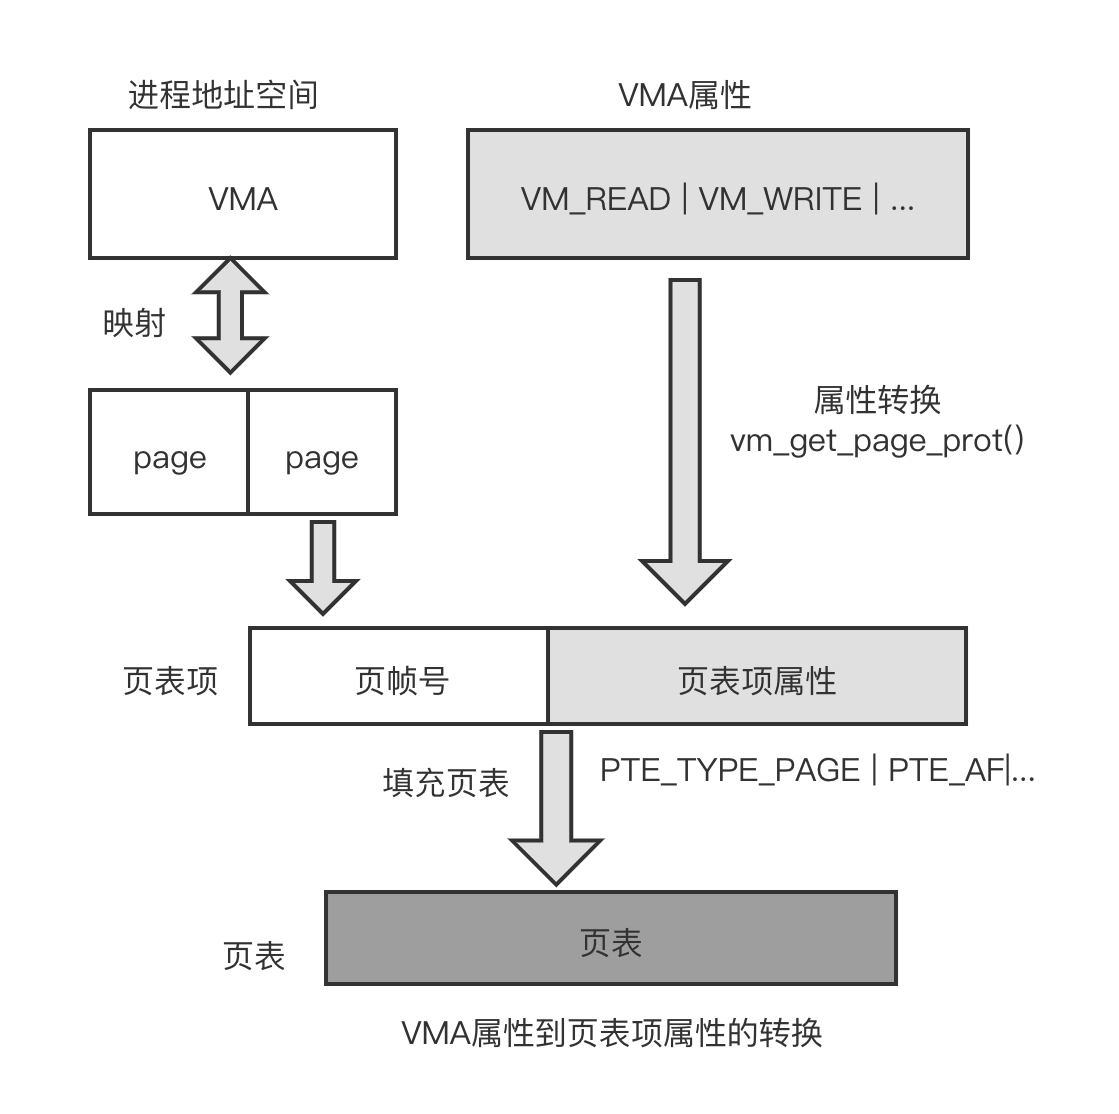 进程地址空间
VMA属性
VMA
VM_READ | VM_WRITE | ...
映射
属性转换
vm_get_page_prot()
page
page
页表项
页帧号
页表项属性
填充页表
PTE_TYPE_PAGE | PTE_AF|...
页表
页表
VMA属性到页表项属性的转换